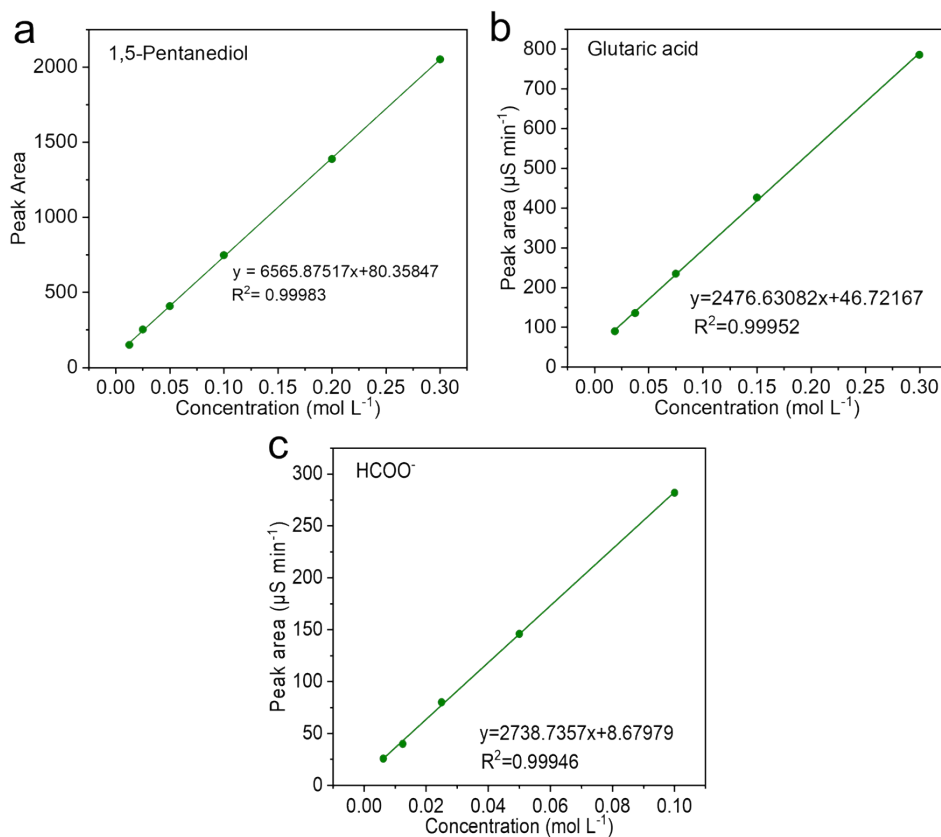 a
1,5-Pentanediol
2000
1500
1000
500
0
Peak Area
y = 6565.87517x+80.35847
R²= 0.99983
0.00 0.05 0.10 0.15 0.20 0.25 0.30
Concentration (mol L⁻¹)
b
Glutaric acid
800
700
600
500
400
300
200
100
0
Peak area (µS min⁻¹)
y=2476.63082x+46.72167
R²=0.99952
0.00 0.05 0.10 0.15 0.20 0.25 0.30
Concentration (mol L⁻¹)
c
HCOO⁻
300
250
200
150
100
50
0
Peak area (µS min⁻¹)
y=2738.7357x+8.67979
R²=0.99946
0.00 0.02 0.04 0.06 0.08 0.10
Concentration (mol L⁻¹)